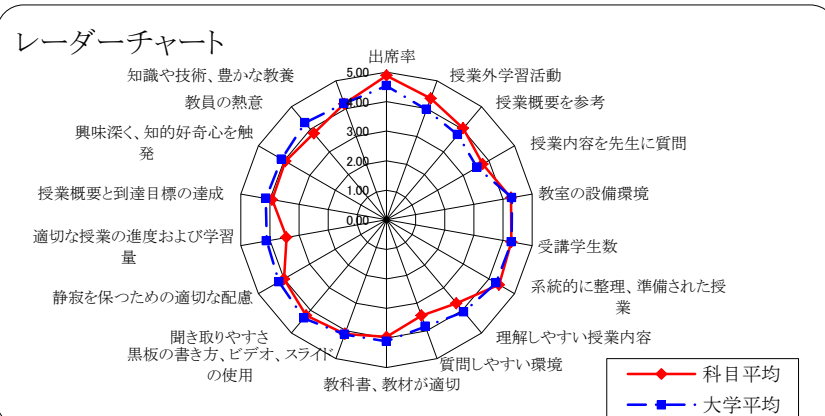 レーダーチャート
出席率
授業外学習活動
授業概要を参考
授業内容を先生に質問
教室の設備環境
受講学生数
系統的に整理、準備された授
業
理解しやすい授業内容
質問しやすい環境
教科書、教材が適切
黒板の書き方、ビデオ、スライド
の使用
聞き取りやすさ
静寂を保つための適切な配慮
適切な授業の進度および学習
量
授業概要と到達目標の達成
興味深く、知的好奇心を触
発
教員の熱意
知識や技術、豊かな教養
5.00
4.00
3.00
2.00
1.00
0.00
科目平均
大学平均